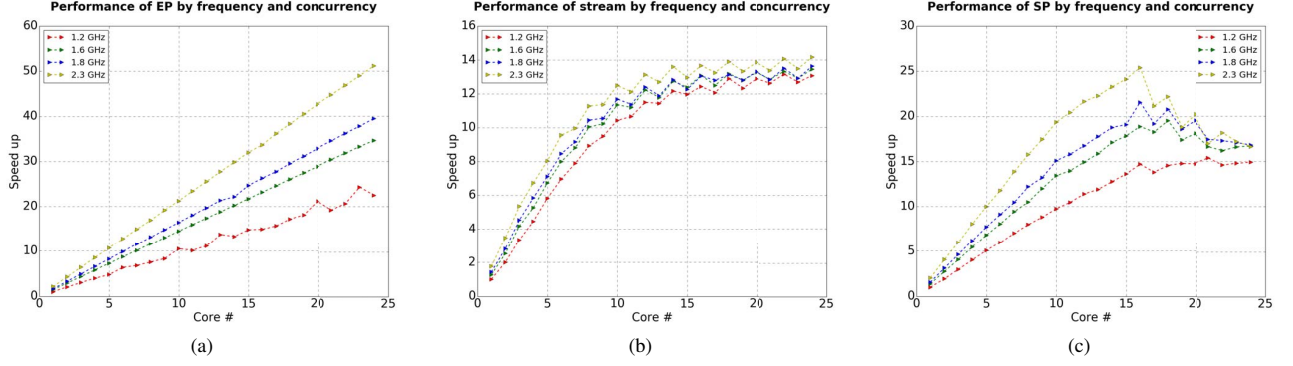 Performance of EP by frequency and concurrency
60
50
40
30
20
10
0
Speed up
1.2 GHz
1.6 GHz
1.8 GHz
2.3 GHz
0 5 10 15 20 25
Core #
(a)
Performance of stream by frequency and concurrency
16
14
12
10
8
6
4
2
0
Speed up
1.2 GHz
1.6 GHz
1.8 GHz
2.3 GHz
0 5 10 15 20 25
Core #
(b)
Performance of SP by frequency and concurrency
30
25
20
15
10
5
0
Speed up
1.2 GHz
1.6 GHz
1.8 GHz
2.3 GHz
0 5 10 15 20 25
Core #
(c)